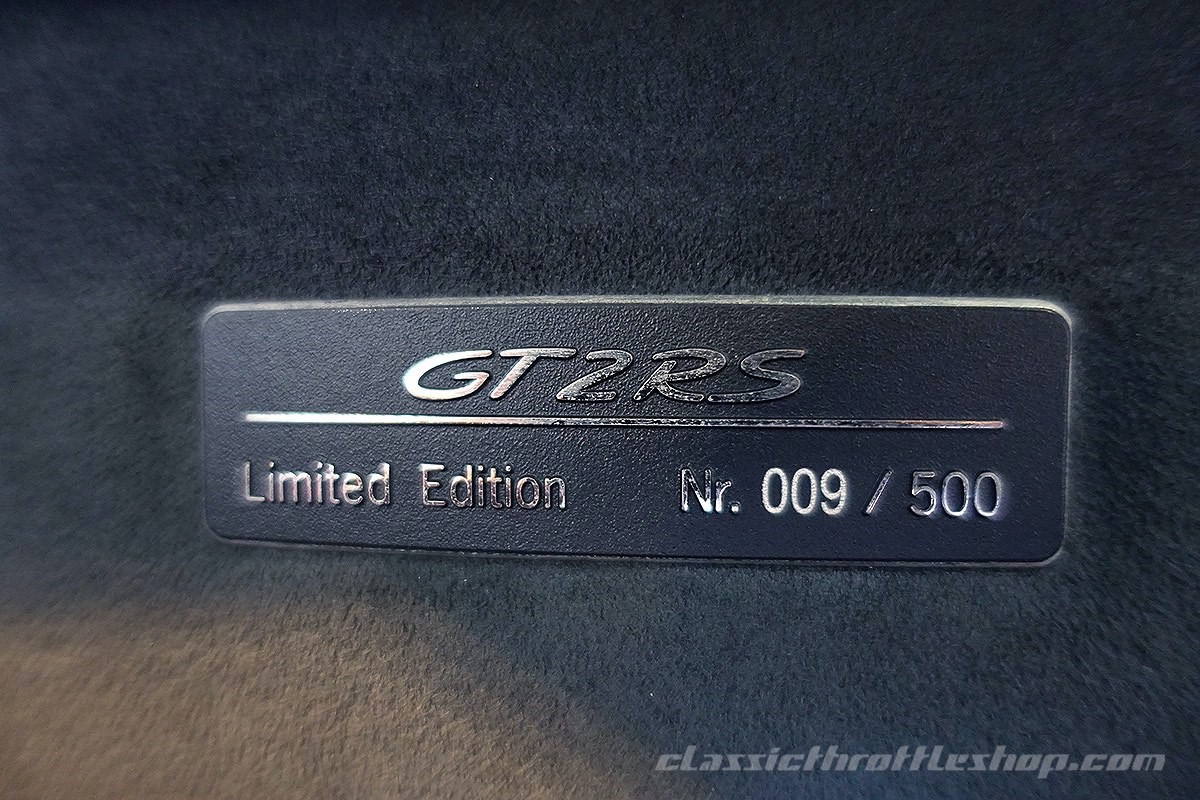 GT2RS
Limited Edition Nr. 009 / 500
classicthrottleshop.com